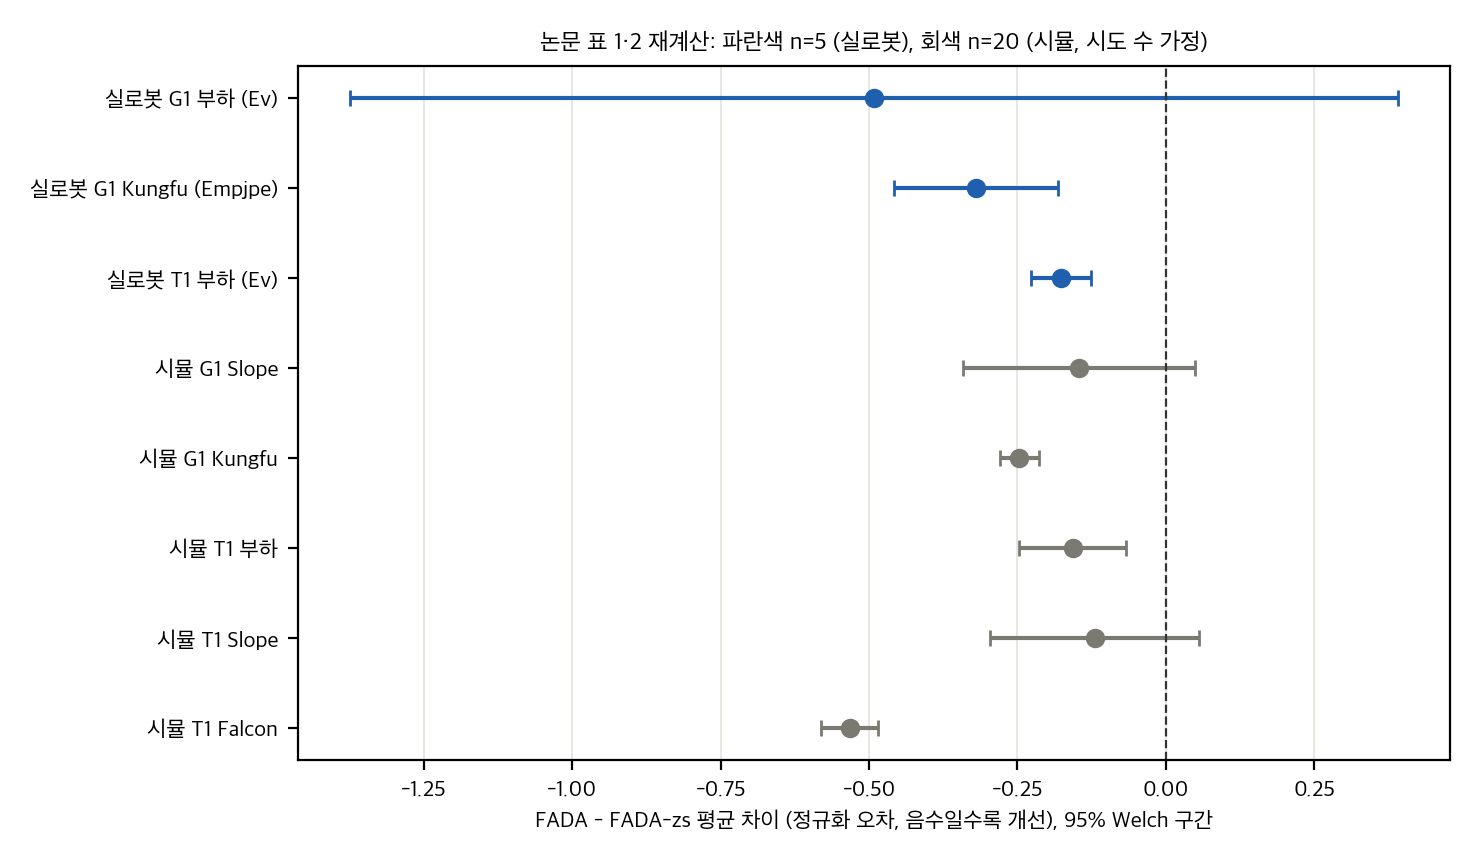 논문 표 1·2 재계산: 파란색 n=5 (실로봇), 회색 n=20 (시뮬, 시도 수 가정)
실로봇 G1 부하 (Ev)
실로봇 G1 Kungfu (Empjpe)
실로봇 T1 부하 (Ev)
시뮬 G1 Slope
시뮬 G1 Kungfu
시뮬 T1 부하
시뮬 T1 Slope
시뮬 T1 Falcon
-1.25 -1.00 -0.75 -0.50 -0.25 0.00 0.25
FADA - FADA-zs 평균 차이 (정규화 오차, 음수일수록 개선), 95% Welch 구간